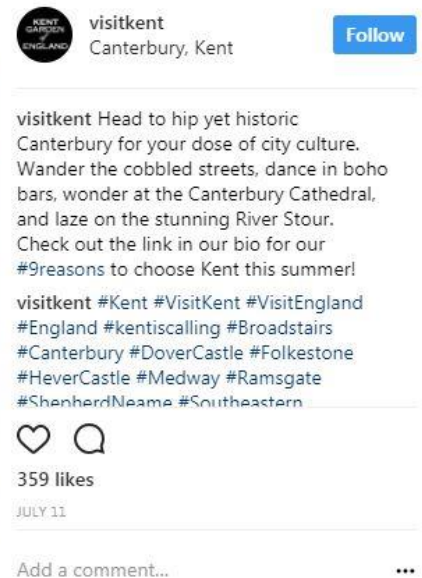 KENT
GARDEN
of
ENGLAND
visitkent
Canterbury, Kent
Follow
visitkent Head to hip yet historic
Canterbury for your dose of city culture.
Wander the cobbled streets, dance in boho
bars, wonder at the Canterbury Cathedral,
and laze on the stunning River Stour.
Check out the link in our bio for our
#9reasons to choose Kent this summer!
visitkent #Kent #VisitKent #VisitEngland
#England #kentiscalling #Broadstairs
#Canterbury #DoverCastle #Folkestone
#HeverCastle #Medway #Ramsgate
#ShepherdNeame #Southeastern
359 likes
JULY 11
Add a comment...